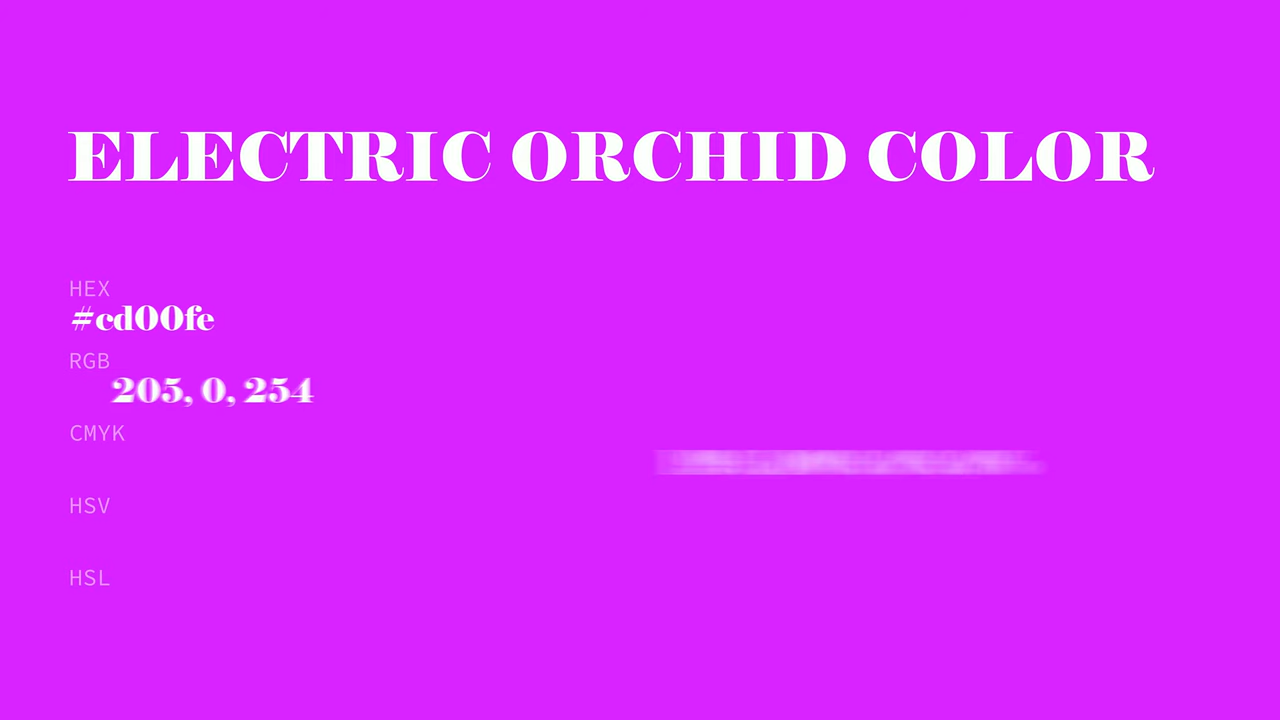 ELECTRIC ORCHID COLOR
HEX
#cd00fe
RGB
205, 0, 254
CMYK
HSV
HSL